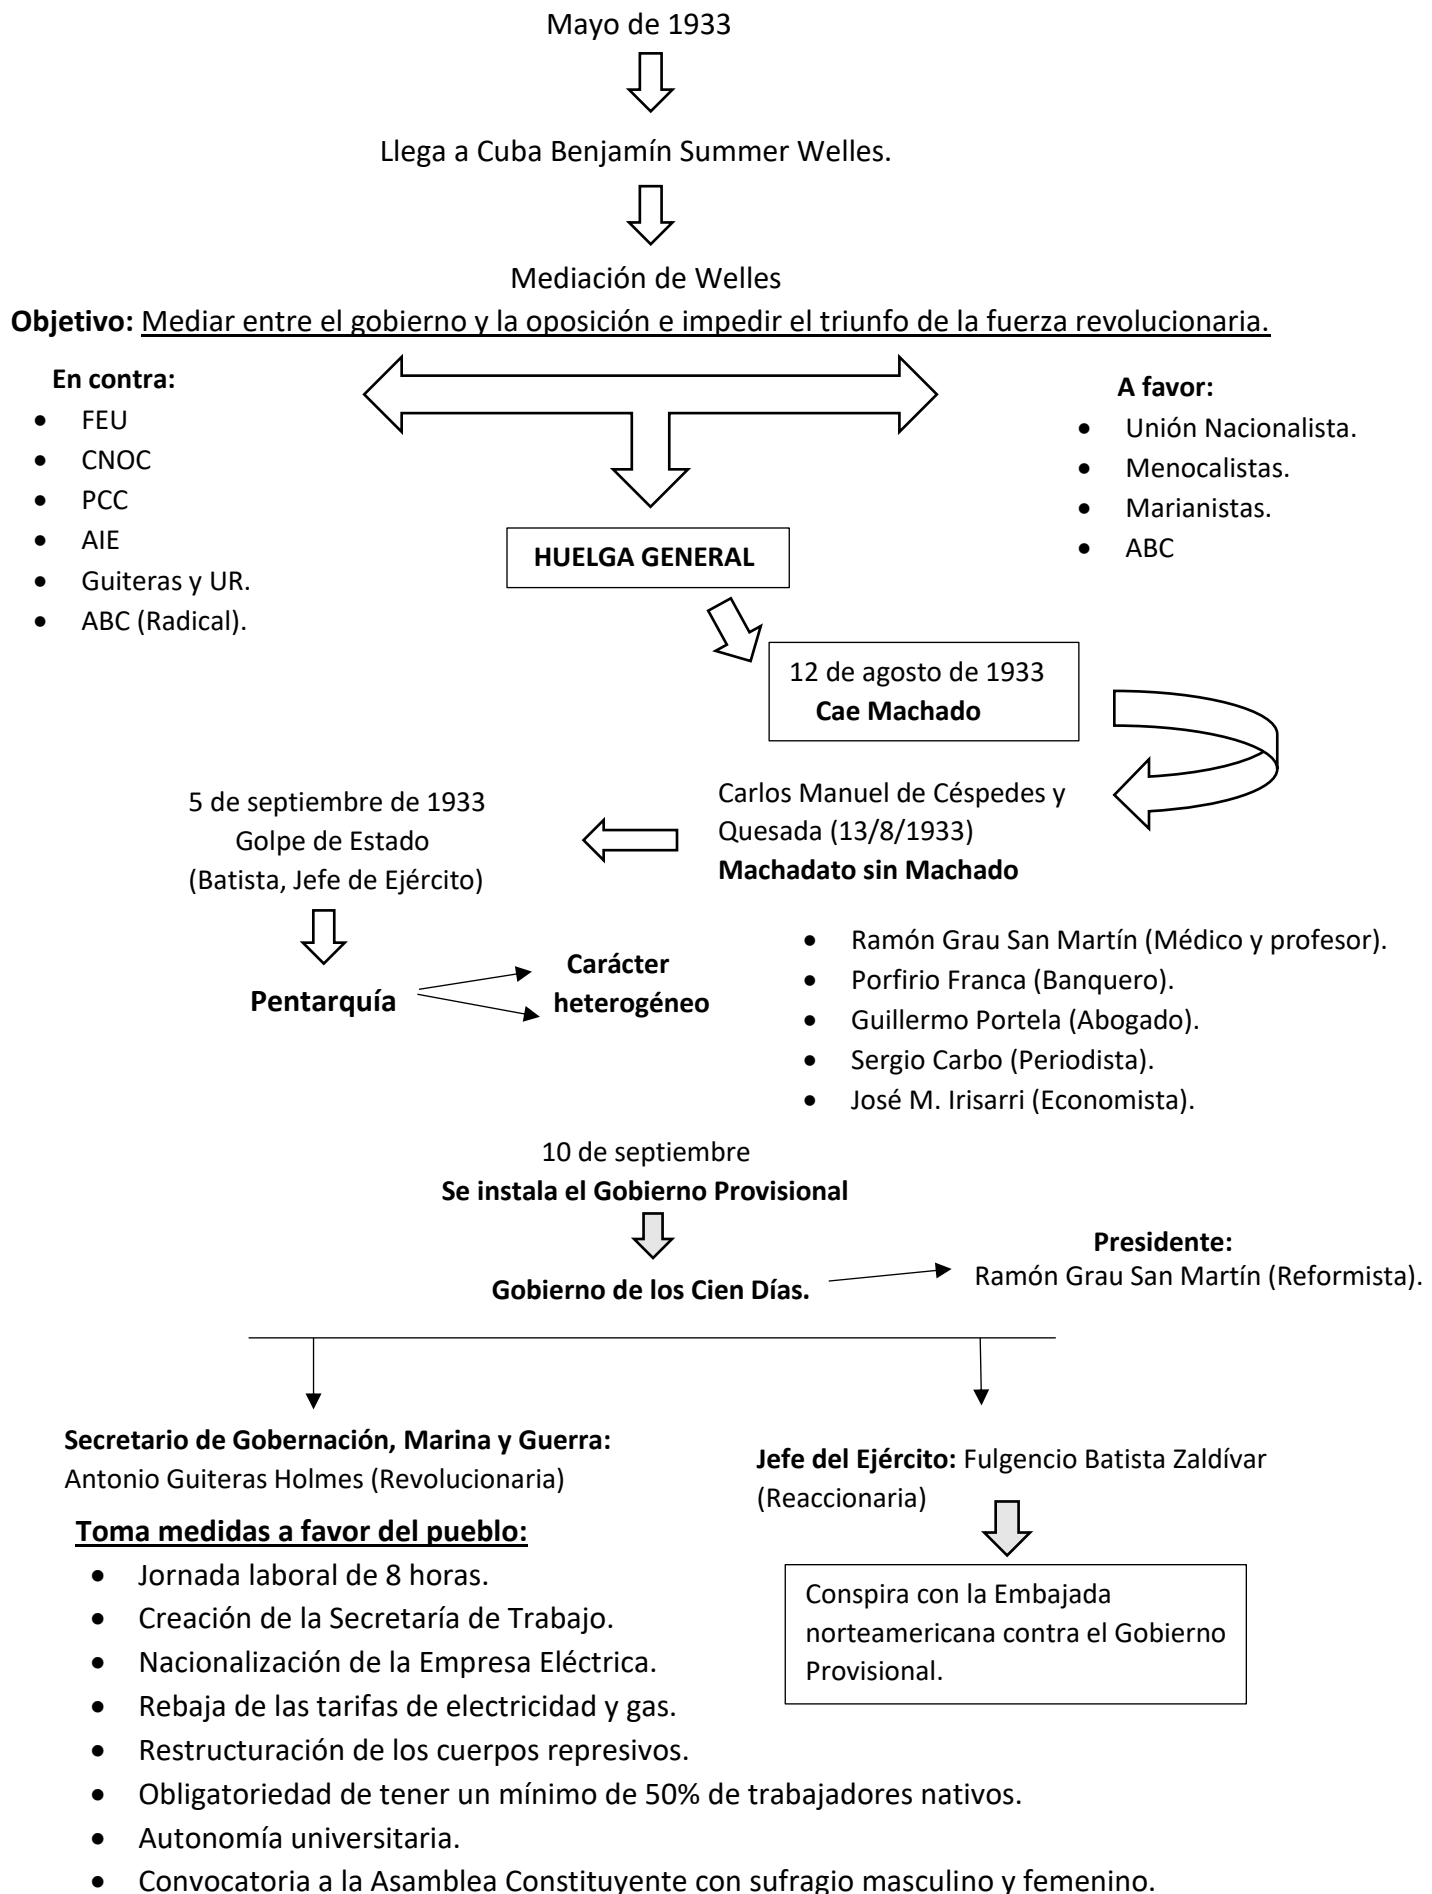 Mayo de 1933
Llega a Cuba Benjamín Summer Welles.
Mediación de Welles
Objetivo: Mediar entre el gobierno y la oposición e impedir el triunfo de la fuerza revolucionaria.
En contra:
• FEU
• CNOC
• PCC
• AIE
• Guiteras y UR.
• ABC (Radical).
A favor:
• Unión Nacionalista.
• Menocalistas.
• Marianistas.
• ABC
HUELGA GENERAL
12 de agosto de 1933
Cae Machado
Carlos Manuel de Céspedes y
Quesada (13/8/1933)
Machadato sin Machado
5 de septiembre de 1933
Golpe de Estado
(Batista, Jefe de Ejército)
Pentarquía
Carácter
heterogéneo
• Ramón Grau San Martín (Médico y profesor).
• Porfirio Franca (Banquero).
• Guillermo Portela (Abogado).
• Sergio Carbo (Periodista).
• José M. Irisarri (Economista).
10 de septiembre
Se instala el Gobierno Provisional
Gobierno de los Cien Días.
Presidente:
Ramón Grau San Martín (Reformista).
Secretario de Gobernación, Marina y Guerra:
Antonio Guiteras Holmes (Revolucionaria)
Toma medidas a favor del pueblo:
• Jornada laboral de 8 horas.
• Creación de la Secretaría de Trabajo.
• Nacionalización de la Empresa Eléctrica.
• Rebaja de las tarifas de electricidad y gas.
• Restructuración de los cuerpos represivos.
• Obligatoriedad de tener un mínimo de 50% de trabajadores nativos.
• Autonomía universitaria.
• Convocatoria a la Asamblea Constituyente con sufragio masculino y femenino.
Jefe del Ejército: Fulgencio Batista Zaldívar
(Reaccionaria)
Conspira con la Embajada
norteamericana contra el Gobierno
Provisional.